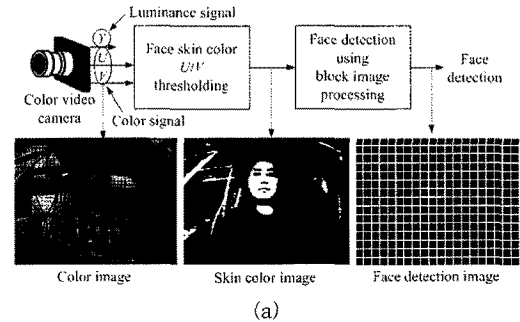 Luminance signal
Y
U
V
Color video
camera
Color signal
Face skin color
U/V
thresholding
Face detection
using
block image
processing
Face
detection
Color image
Skin color image
Face detection image
(a)